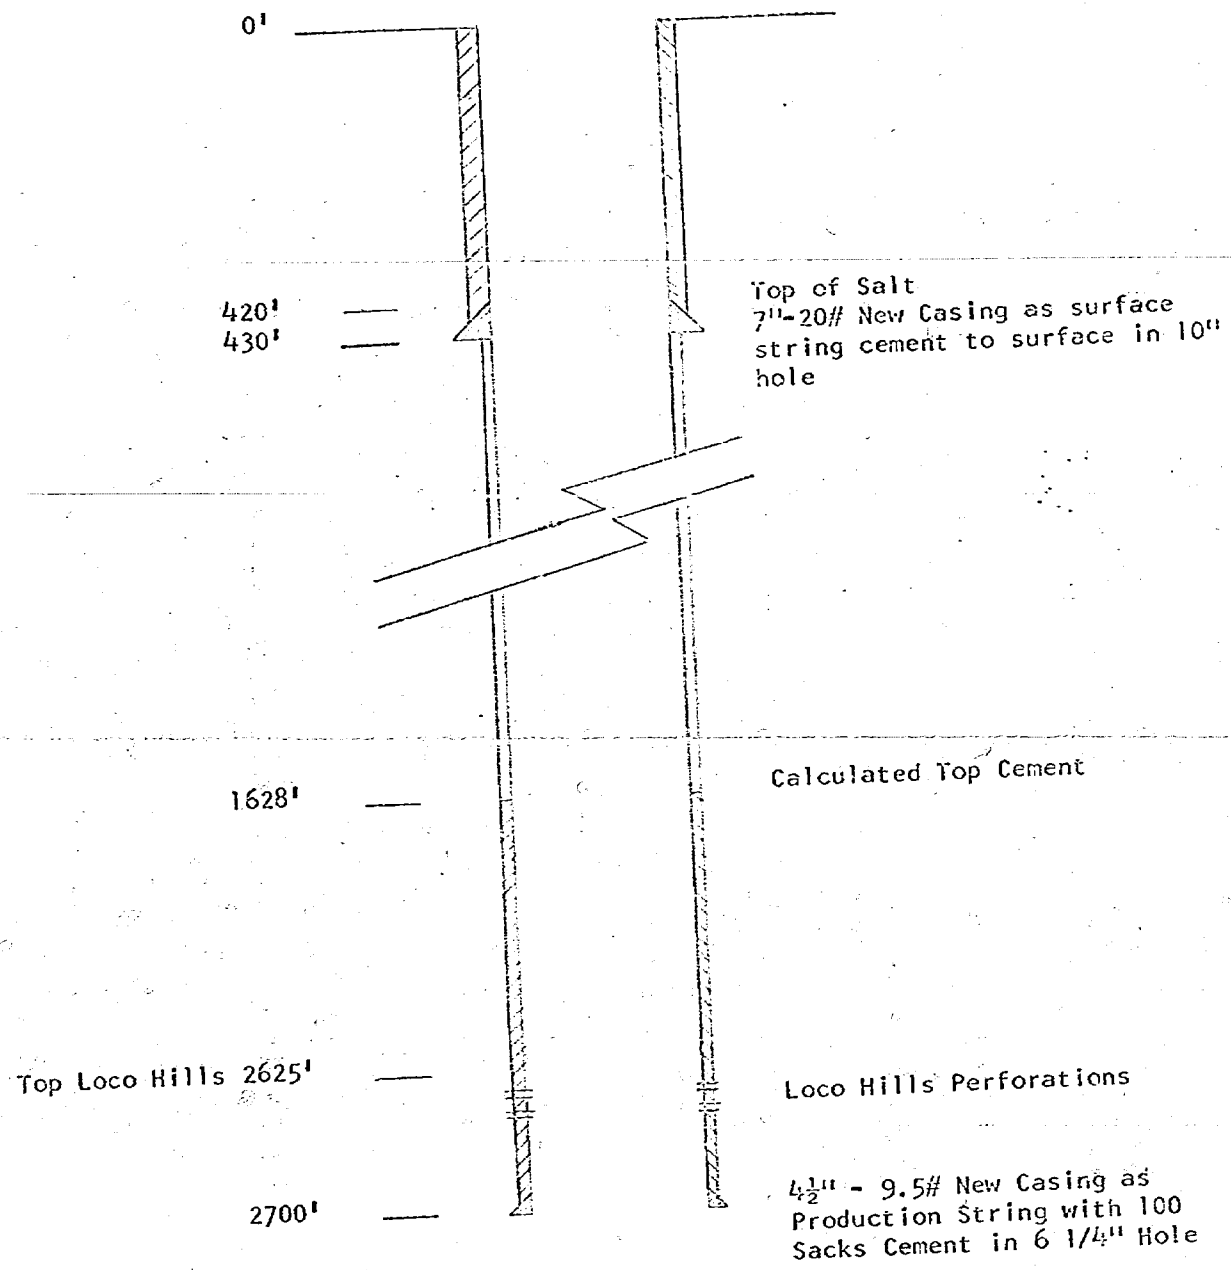 0'
420'
430'
Top of Salt
7"-20# New Casing as surface
string cement to surface in 10"
hole
1628'
Calculated Top Cement
Top Loco Hills 2625'
Loco Hills Perforations
2700'
4½" - 9.5# New Casing as
Production String with 100
Sacks Cement in 6 1/4" Hole